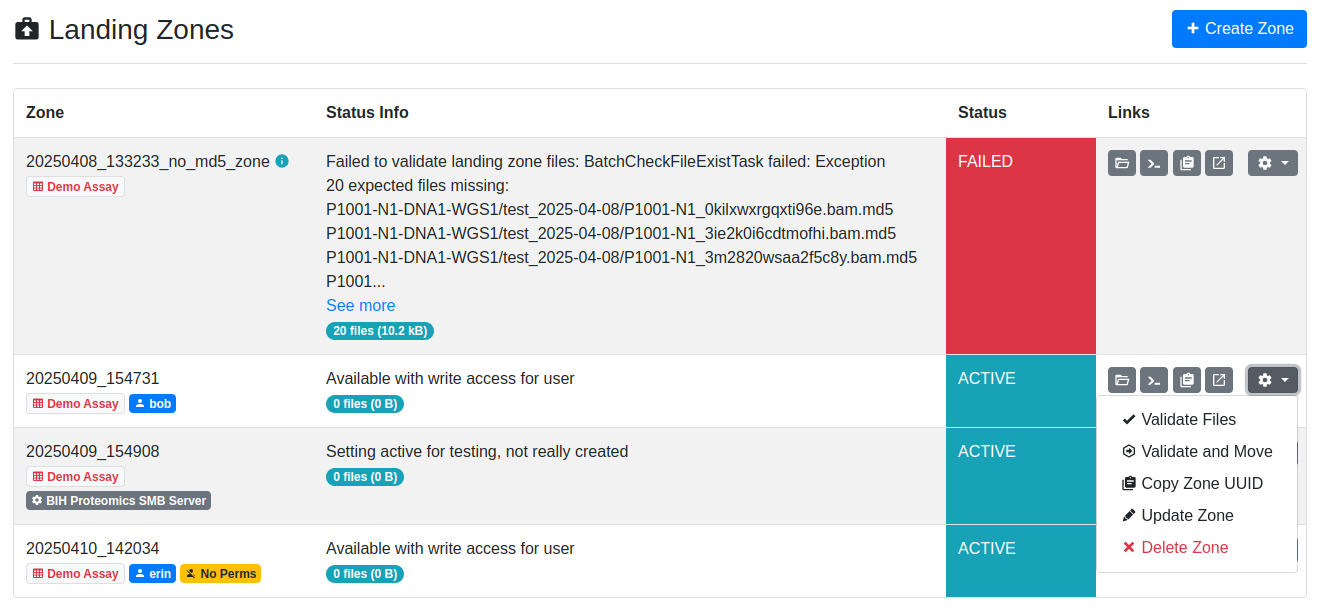 Landing Zones
Create Zone
Zone Status Info Status Links
20250408_133233_no_md5_zone
Demo Assay
Failed to validate landing zone files: BatchCheckFileExistTask failed: Exception
20 expected files missing:
P1001-N1-DNA1-WGS1/test_2025-04-08/P1001-N1_0kilxwxrgqxti96e.bam.md5
P1001-N1-DNA1-WGS1/test_2025-04-08/P1001-N1_3ie2k0i6cdtmofhi.bam.md5
P1001-N1-DNA1-WGS1/test_2025-04-08/P1001-N1_3m2820wsaa2f5c8y.bam.md5
P1001...
See more
20 files (10.2 kB)
FAILED
20250409_154731
Demo Assay bob
Available with write access for user
0 files (0 B)
ACTIVE
Validate Files
Validate and Move
Copy Zone UUID
Update Zone
Delete Zone
20250409_154908
Demo Assay
BIH Proteomics SMB Server
Setting active for testing, not really created
0 files (0 B)
ACTIVE
20250410_142034
Demo Assay erin No Perms
Available with write access for user
0 files (0 B)
ACTIVE